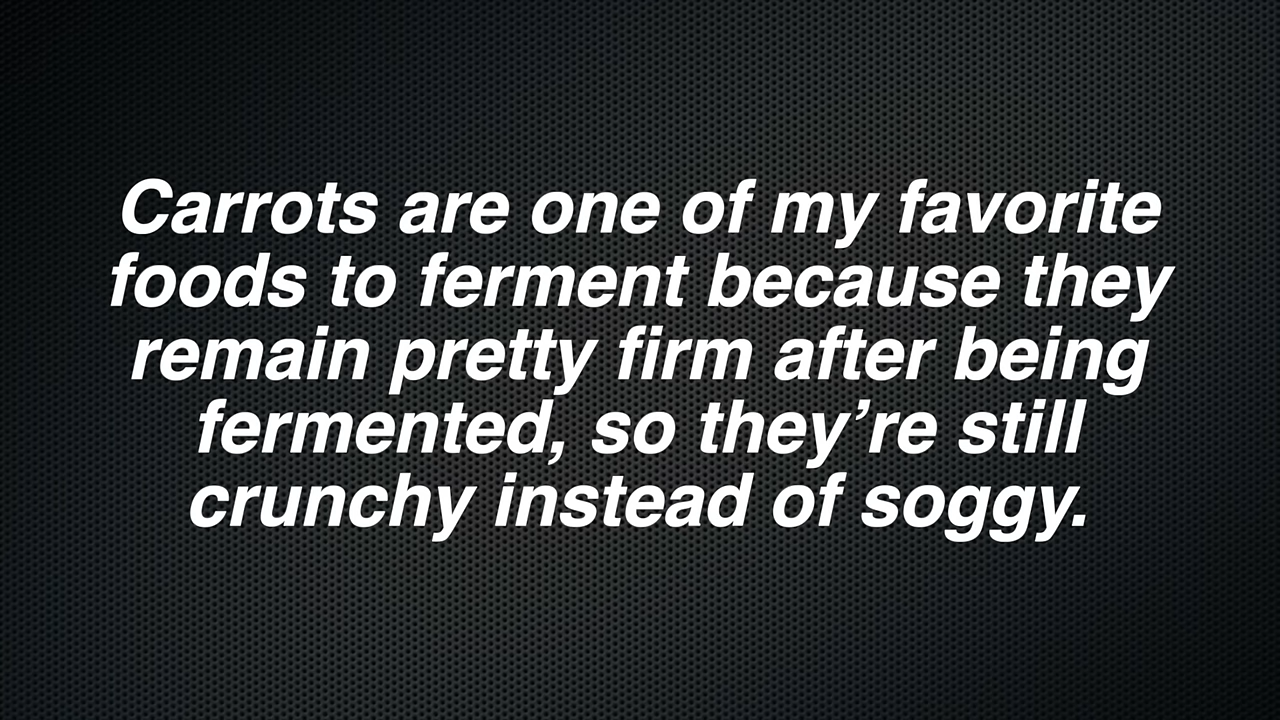 Carrots are one of my favorite
foods to ferment because they
remain pretty firm after being
fermented, so they’re still
crunchy instead of soggy.